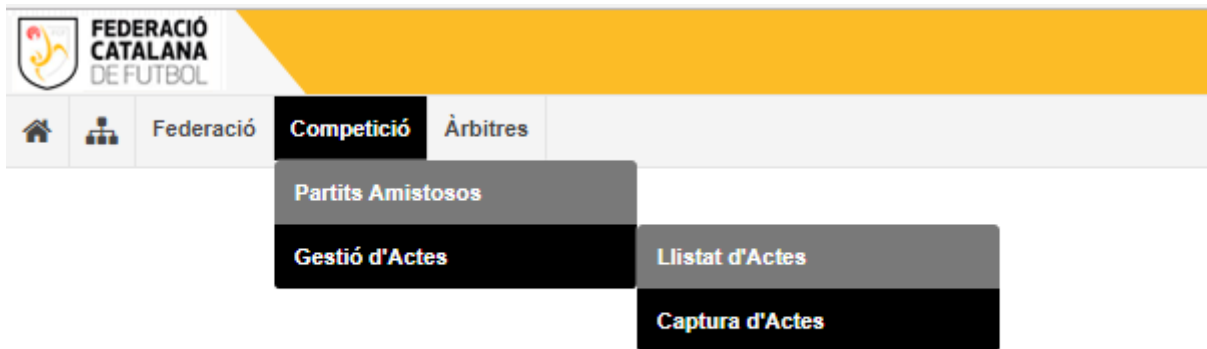 FEDERACIÓ
CATALANA
DE FUTBOL
Federació
Competició
Àrbitres
Partits Amistosos
Gestió d'Actes
Llistat d'Actes
Captura d'Actes